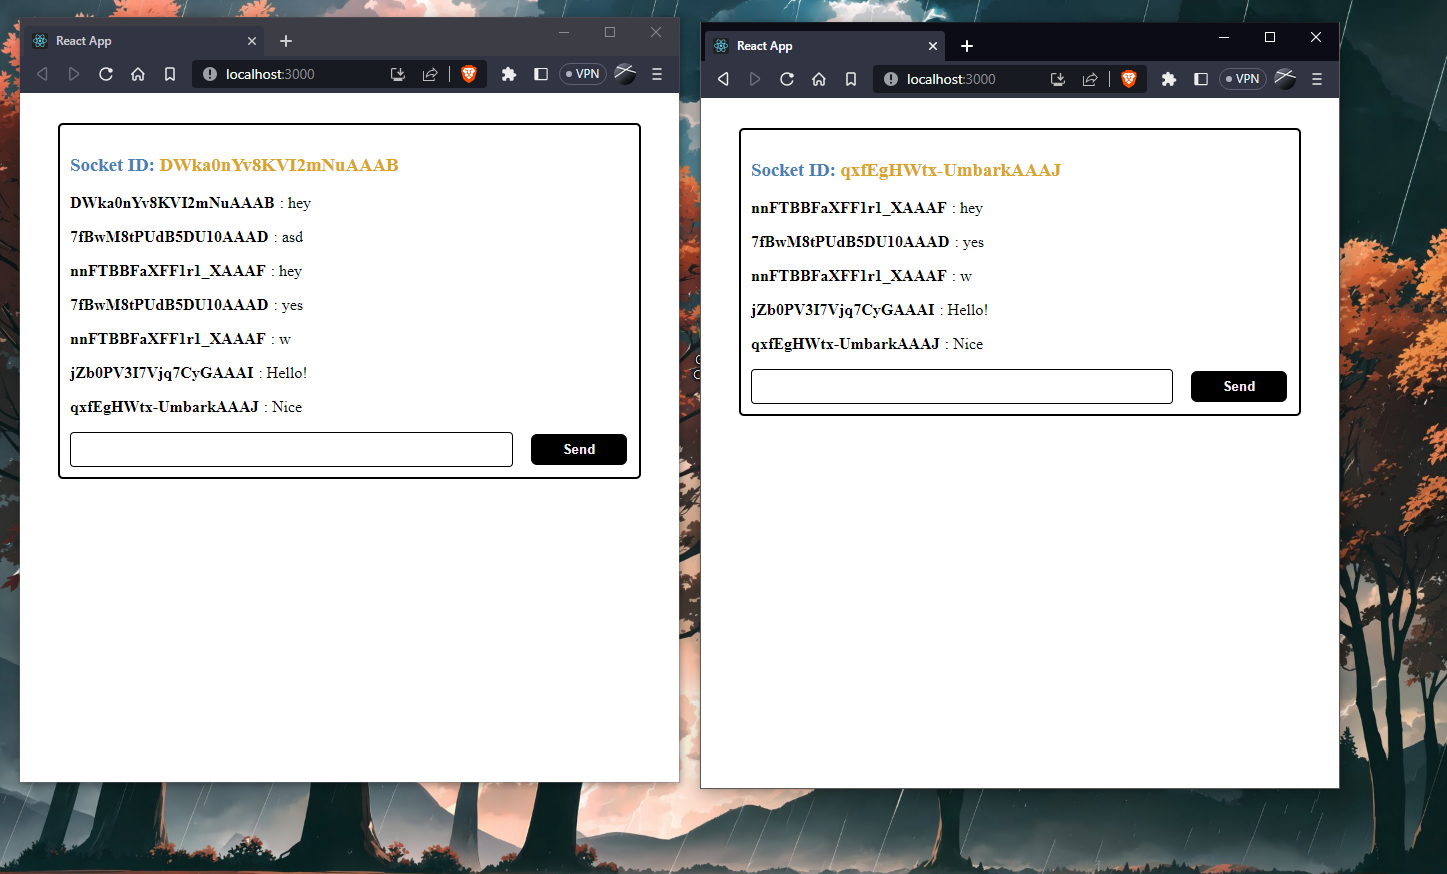 React App
localhost:3000
VPN
Socket ID: DWka0nYv8KVI2mNuAAAB
DWka0nYv8KVI2mNuAAAB : hey
7fBwM8tPUdB5DU10AAAD : asd
nnFTBBFaXFF1r1_XAAAF : hey
7fBwM8tPUdB5DU10AAAD : yes
nnFTBBFaXFF1r1_XAAAF : w
jZb0PV3I7Vjq7CyGAAAI : Hello!
qxfEgHWtx-UmbarkAAAJ : Nice
Send
React App
localhost:3000
VPN
Socket ID: qxfEgHWtx-UmbarkAAAJ
nnFTBBFaXFF1r1_XAAAF : hey
7fBwM8tPUdB5DU10AAAD : yes
nnFTBBFaXFF1r1_XAAAF : w
jZb0PV3I7Vjq7CyGAAAI : Hello!
qxfEgHWtx-UmbarkAAAJ : Nice
Send